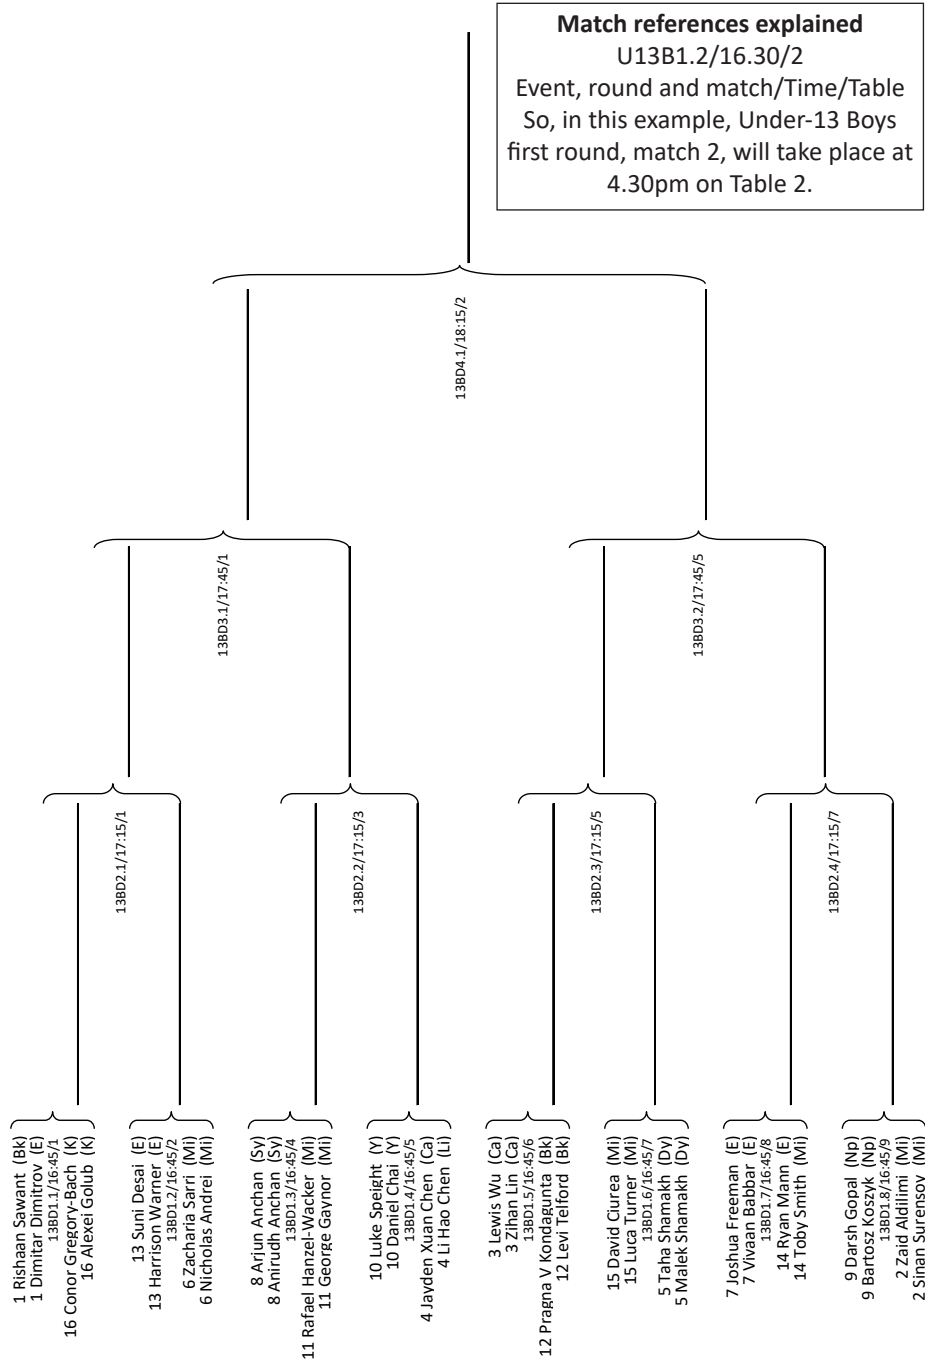 Match references explained
U13B1.2/16.30/2
Event, round and match/Time/Table
So, in this example, Under-13 Boys
first round, match 2, will take place at
4.30pm on Table 2.
1 Rishaan Sawant (Bk)
1 Dimitar Dimitrov (E)
13BD1.1/16:45/1
16 Conor Gregory-Bach (K)
16 Alexei Golub (K)
13 Suni Desai (E)
13 Harrison Warner (E)
13BD1.2/16:45/2
6 Zacharia Sarri (Mi)
6 Nicholas Andrei (Mi)
8 Arjun Anchan (Sy)
8 Anirudh Anchan (Sy)
13BD1.3/16:45/4
11 Rafael Hanzel-Wacker (Mi)
11 George Gaynor (Mi)
10 Luke Speight (Y)
10 Daniel Chai (Y)
13BD1.4/16:45/5
4 Jayden Xuan Chen (Ca)
4 Li Hao Chen (Li)
3 Lewis Wu (Ca)
3 Zihan Lin (Ca)
13BD1.5/16:45/6
12 Pragna V Kondagunta (Bk)
12 Levi Telford (Bk)
15 David Ciurea (Mi)
15 Luca Turner (Mi)
13BD1.6/16:45/7
5 Taha Shamakh (Dy)
5 Malek Shamakh (Dy)
7 Joshua Freeman (E)
7 Vivaan Babbar (E)
13BD1.7/16:45/8
14 Ryan Mann (E)
14 Toby Smith (Mi)
9 Darsh Gopal (Np)
9 Bartosz Koszyk (Np)
13BD1.8/16:45/9
2 Zaid Aldilimi (Mi)
2 Sinan Surensov (Mi)
13BD2.1/17:15/1
13BD2.2/17:15/3
13BD2.3/17:15/5
13BD2.4/17:15/7
13BD3.1/17:45/1
13BD3.2/17:45/5
13BD4.1/18:15/2